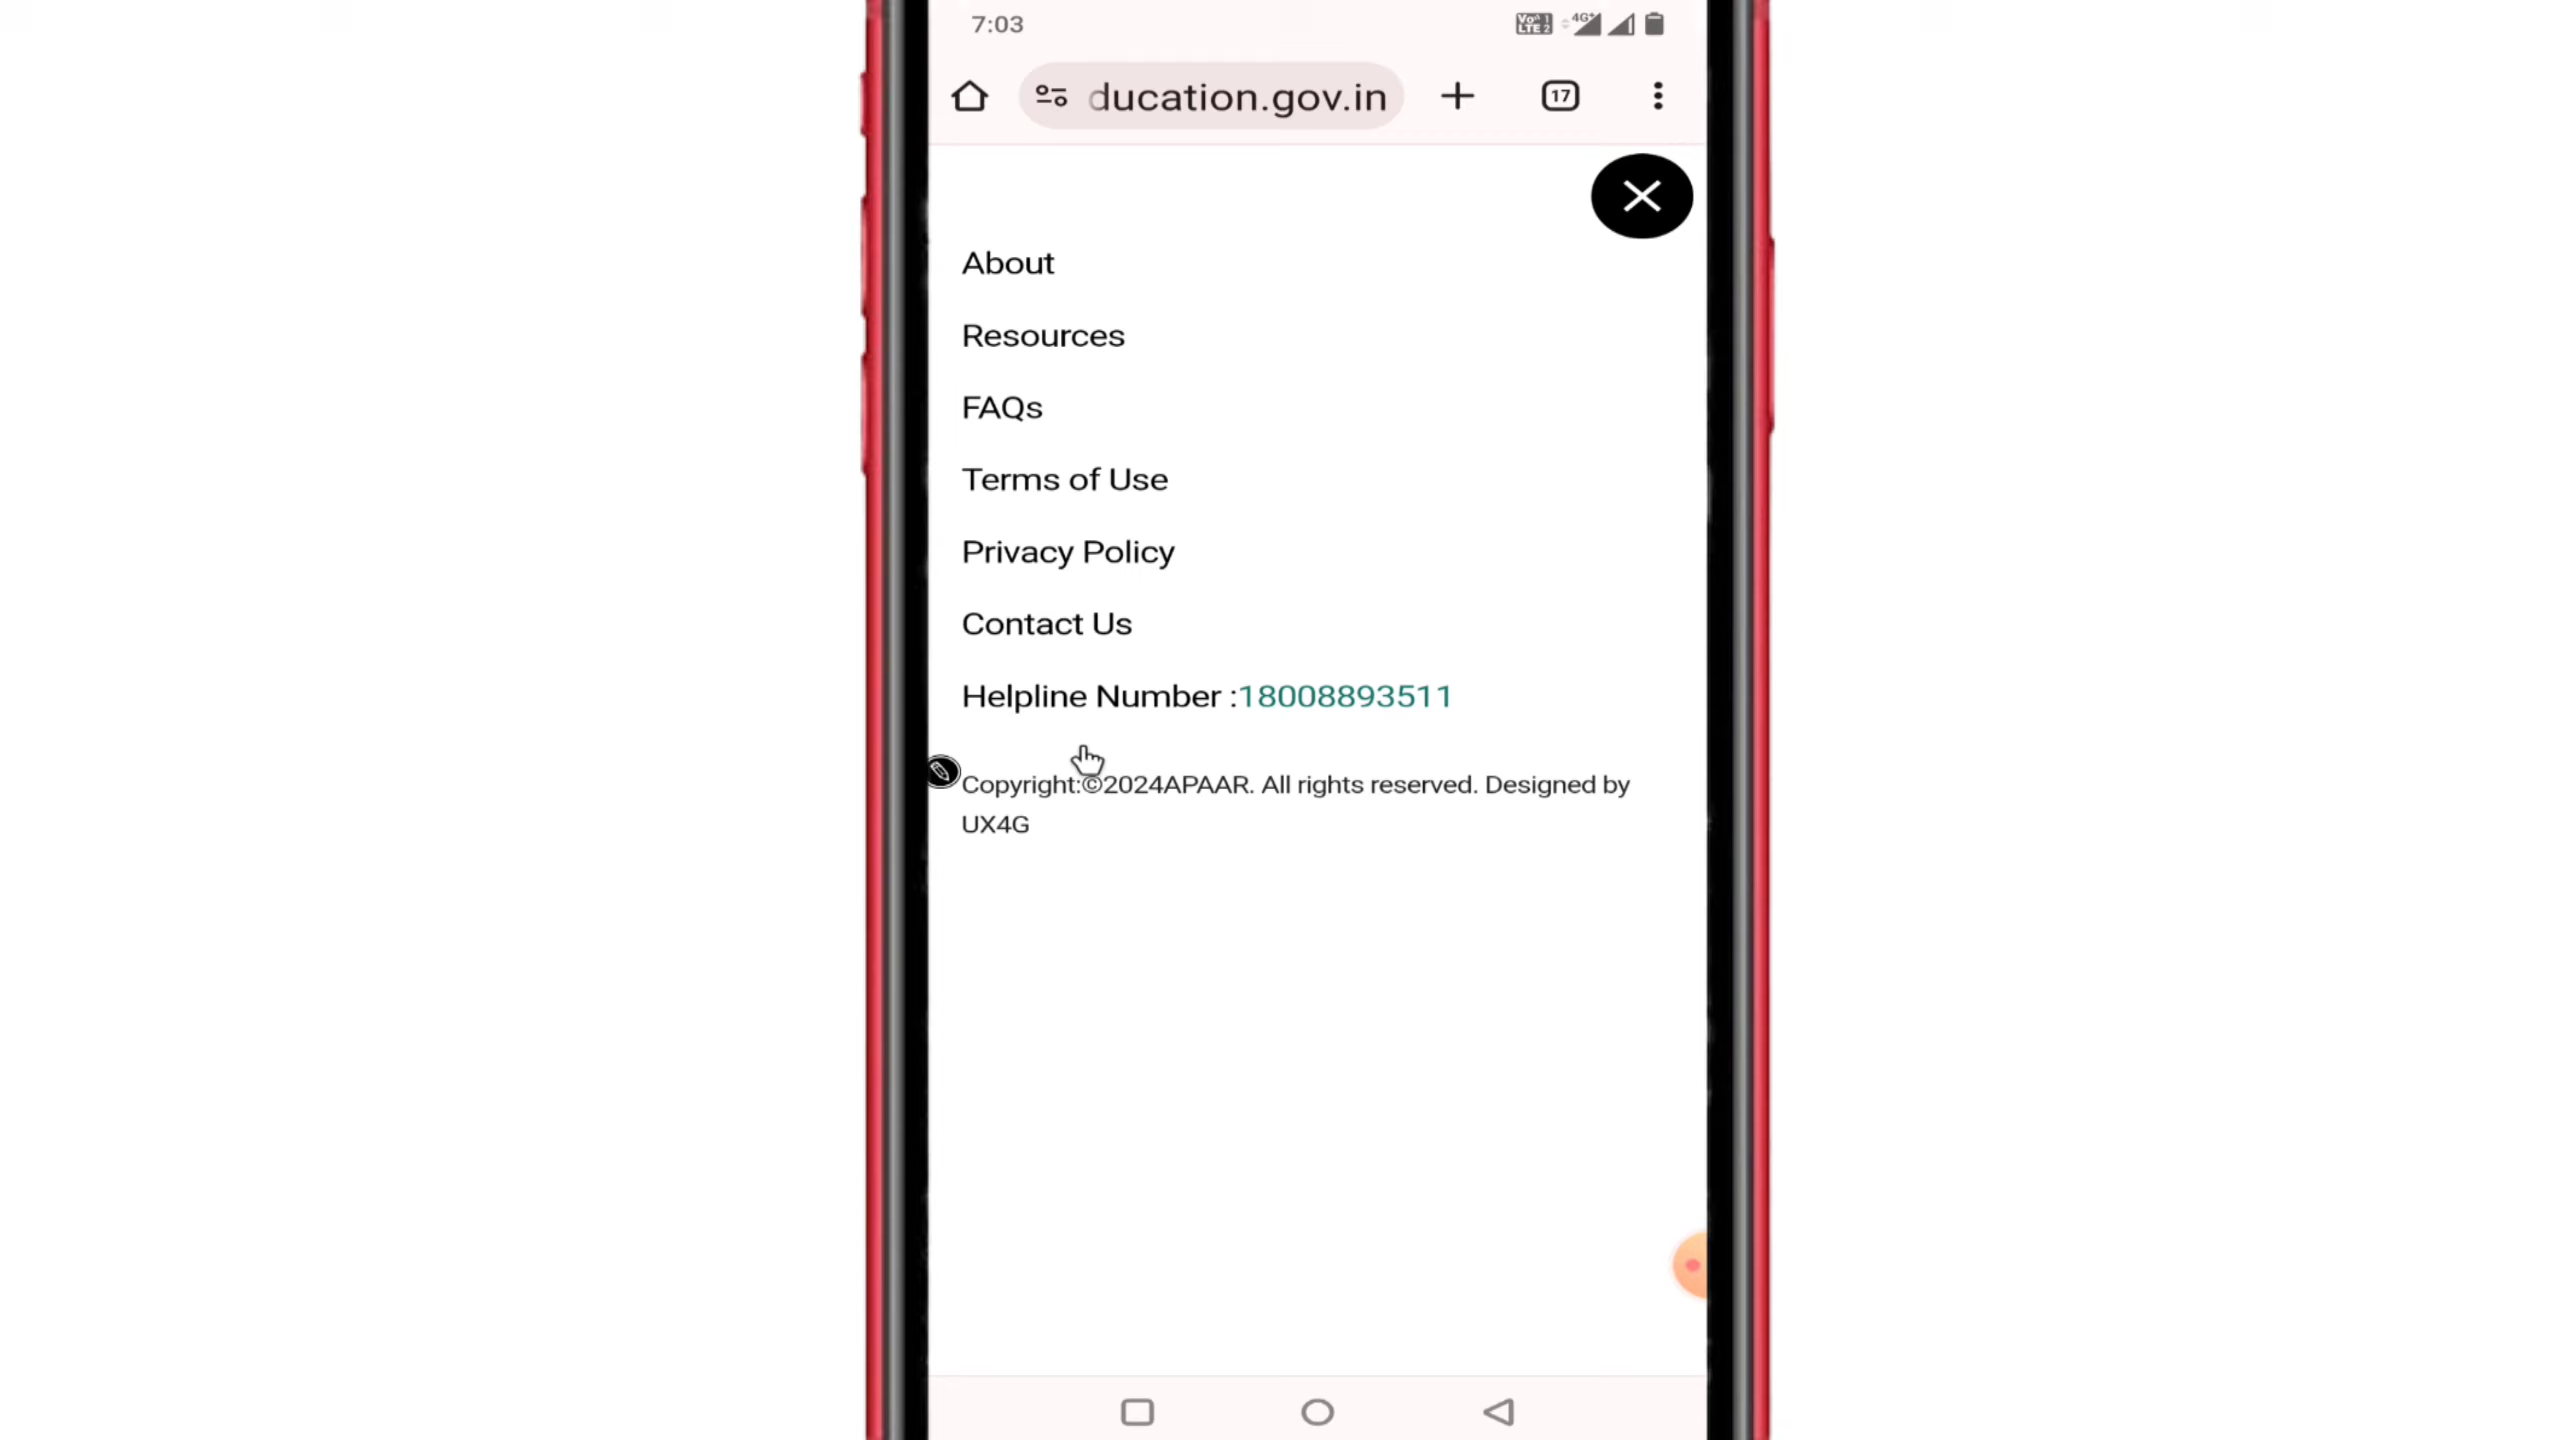 7:03
ducation.gov.in
17
About
Resources
FAQs
Terms of Use
Privacy Policy
Contact Us
Helpline Number :18008893511
Copyright:©2024APAAR. All rights reserved. Designed by
UX4G